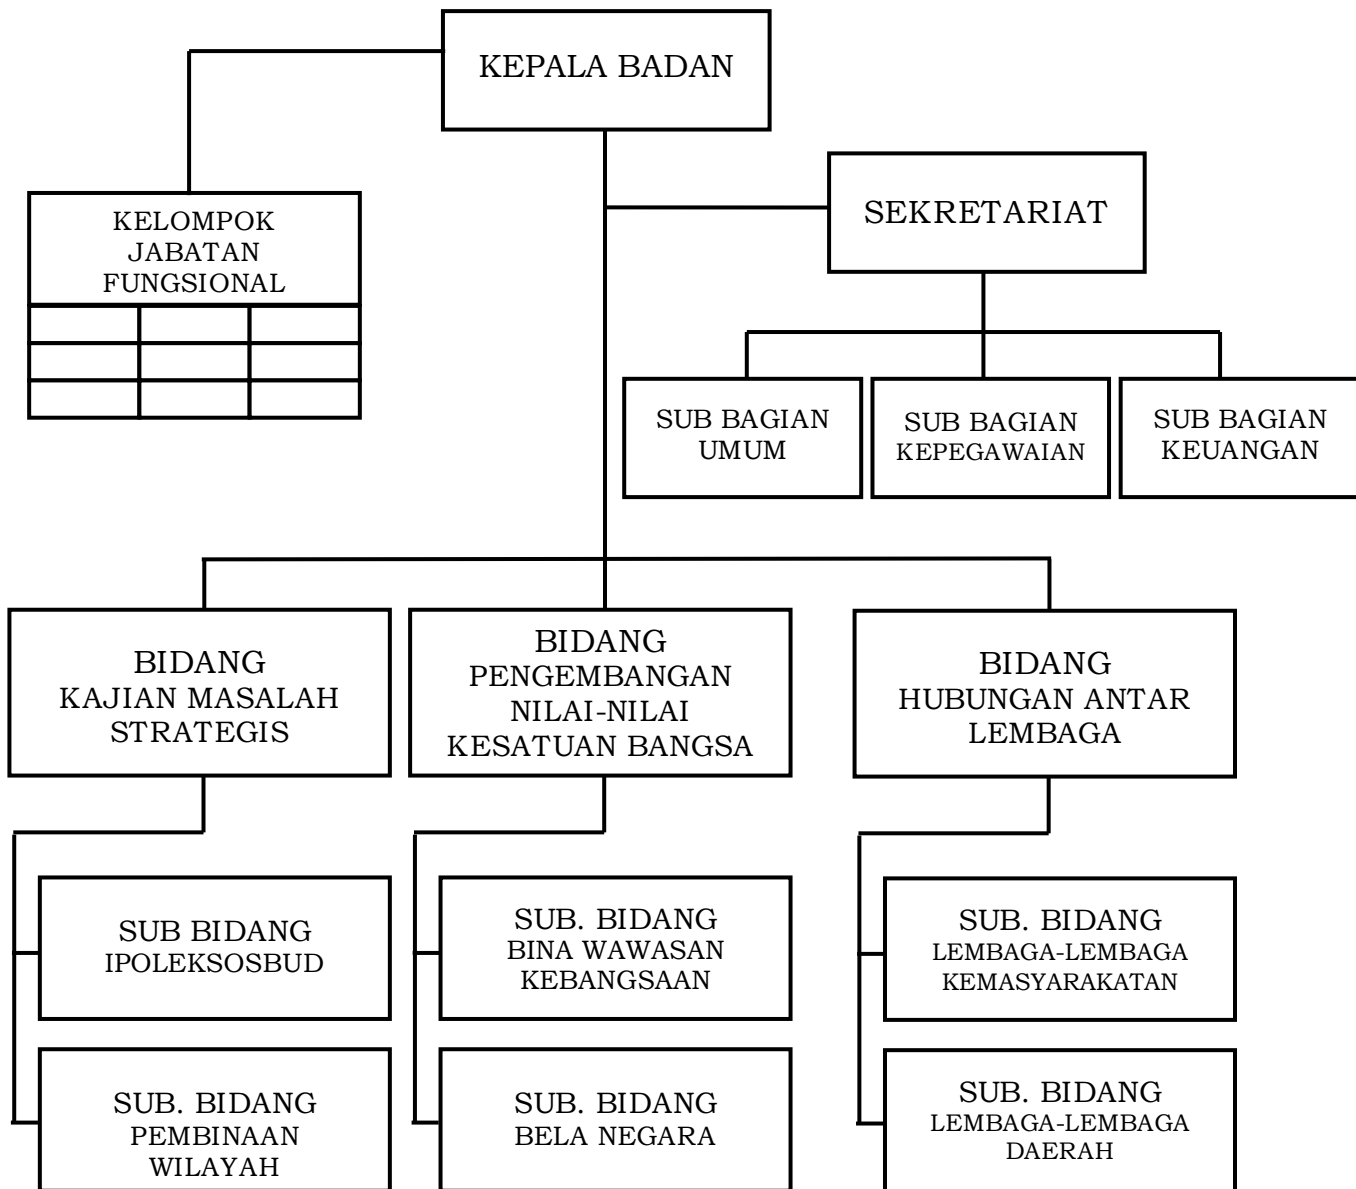 KEPALA BADAN
SEKRETARIAT
KELOMPOK
JABATAN
FUNGSIONAL
SUB BAGIAN
UMUM
SUB BAGIAN
KEPEGAWAIAN
SUB BAGIAN
KEUANGAN
BIDANG
KAJIAN MASALAH
STRATEGIS
BIDANG
PENGEMBANGAN
NILAI-NILAI
KESATUAN BANGSA
BIDANG
HUBUNGAN ANTAR
LEMBAGA
SUB BIDANG
IPOLEKSOSBUD
SUB. BIDANG
BINA WAWASAN
KEBANGSAAN
SUB. BIDANG
LEMBAGA-LEMBAGA
KEMASYARAKATAN
SUB. BIDANG
PEMBINAAN
WILAYAH
SUB. BIDANG
BELA NEGARA
SUB. BIDANG
LEMBAGA-LEMBAGA
DAERAH